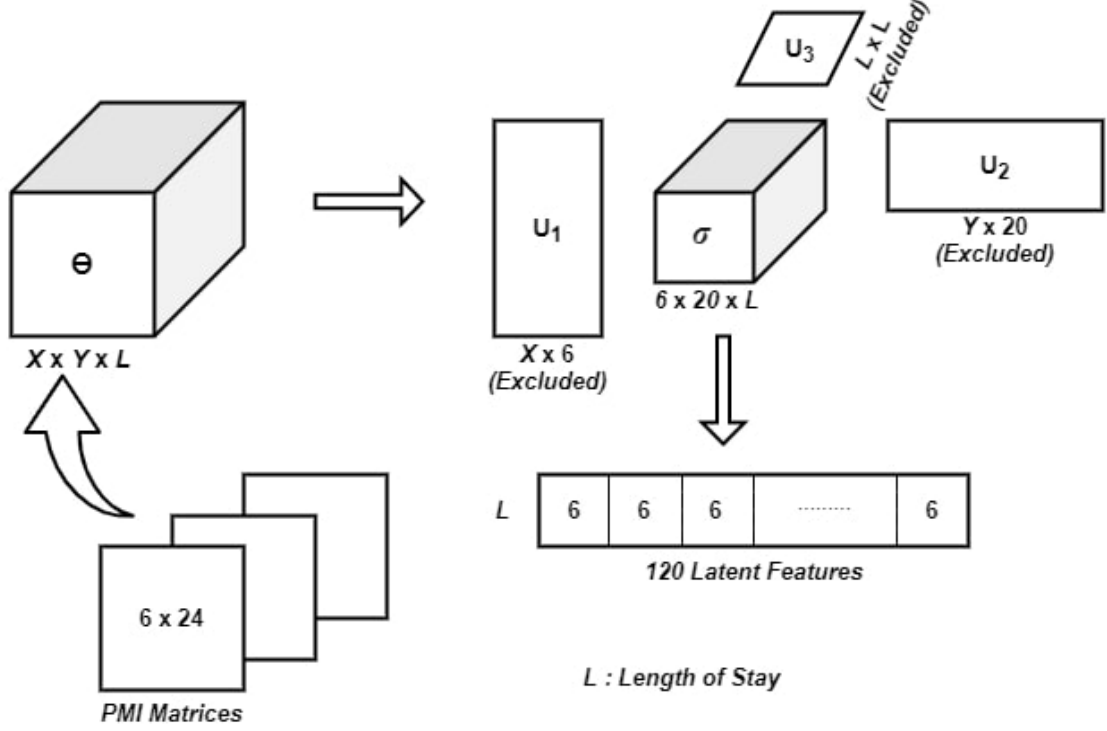 U3
L x L
(Excluded)
Ɵ
X x Y x L
U1
X x 6
(Excluded)
σ
6 x 20 x L
U2
Y x 20
(Excluded)
L
6
6
6
.........
6
120 Latent Features
6 x 24
PMI Matrices
L : Length of Stay